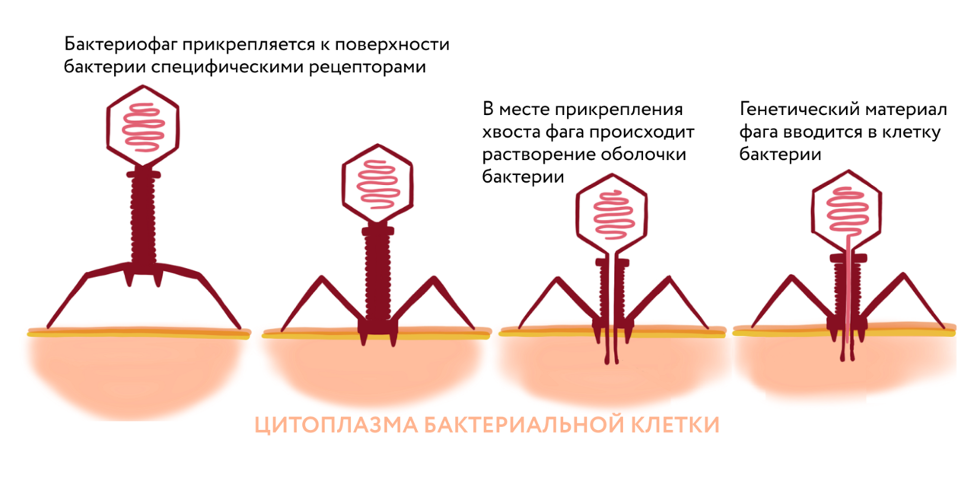 Бактериофаг прикрепляется к поверхности
бактерии специфическими рецепторами
В месте прикрепления
хвоста фага происходит
растворение оболочки
бактерии
Генетический материал
фага вводится в клетку
бактерии
ЦИТОПЛАЗМА БАКТЕРИАЛЬНОЙ КЛЕТКИ